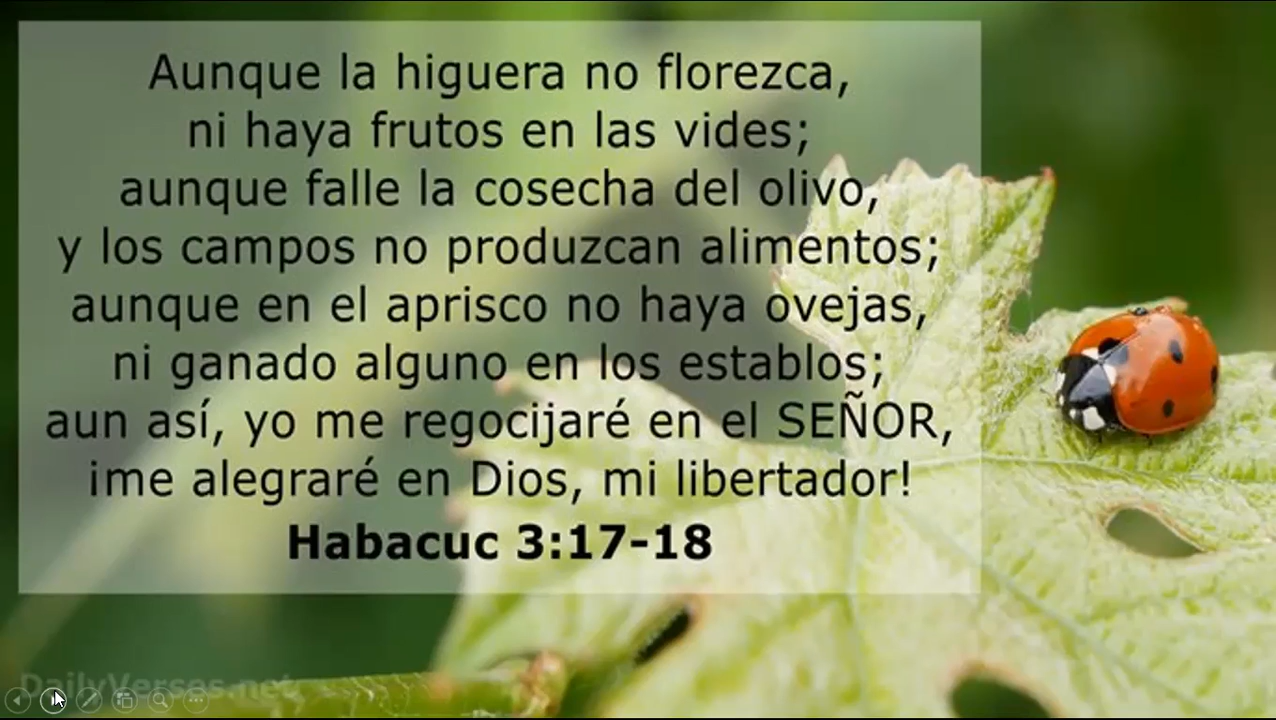 Aunque la higuera no florezca,
ni haya frutos en las vides;
aunque falle la cosecha del olivo,
y los campos no produzcan alimentos;
aunque en el aprisco no haya ovejas,
ni ganado alguno en los establos;
aun así, yo me regocijaré en el SEÑOR,
¡me alegraré en Dios, mi libertador!
Habacuc 3:17-18
DailyVerses.net